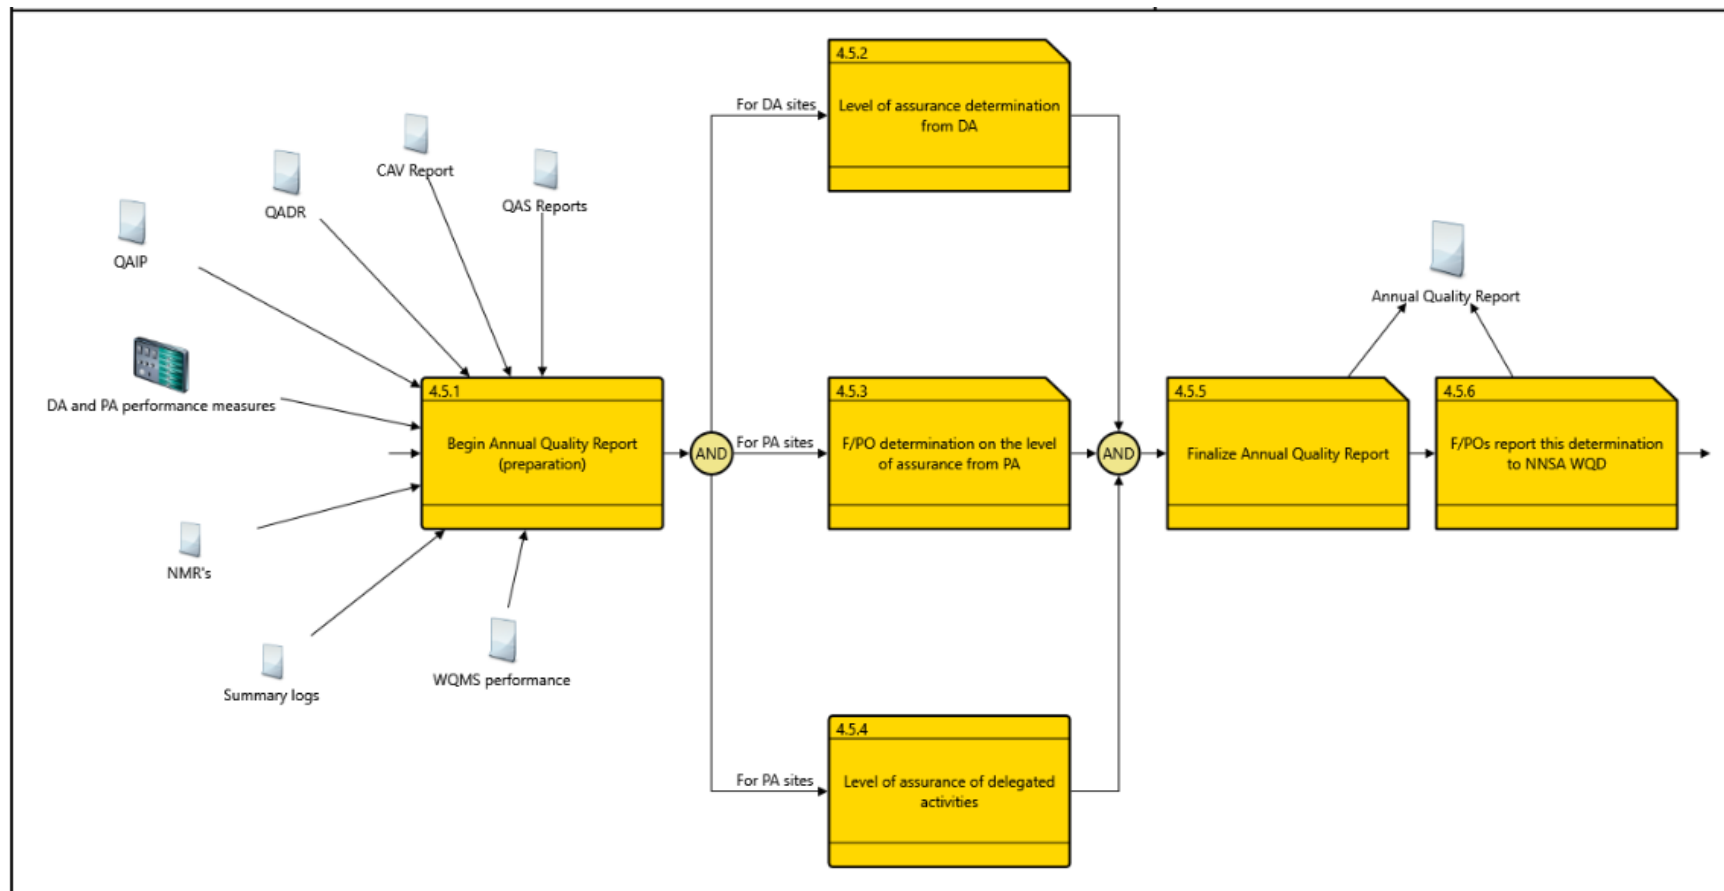 4.5.2
Level of assurance determination
from DA
For DA sites
CAV Report
QADR
QAS Reports
QAIP
Annual Quality Report
DA and PA performance measures
4.5.1
Begin Annual Quality Report
(preparation)
AND
For PA sites
4.5.3
F/PO determination on the level
of assurance from PA
AND
4.5.5
Finalize Annual Quality Report
4.5.6
F/POs report this determination
to NNSA WQD
NMR's
Summary logs
WQMS performance
For PA sites
4.5.4
Level of assurance of delegated
activities